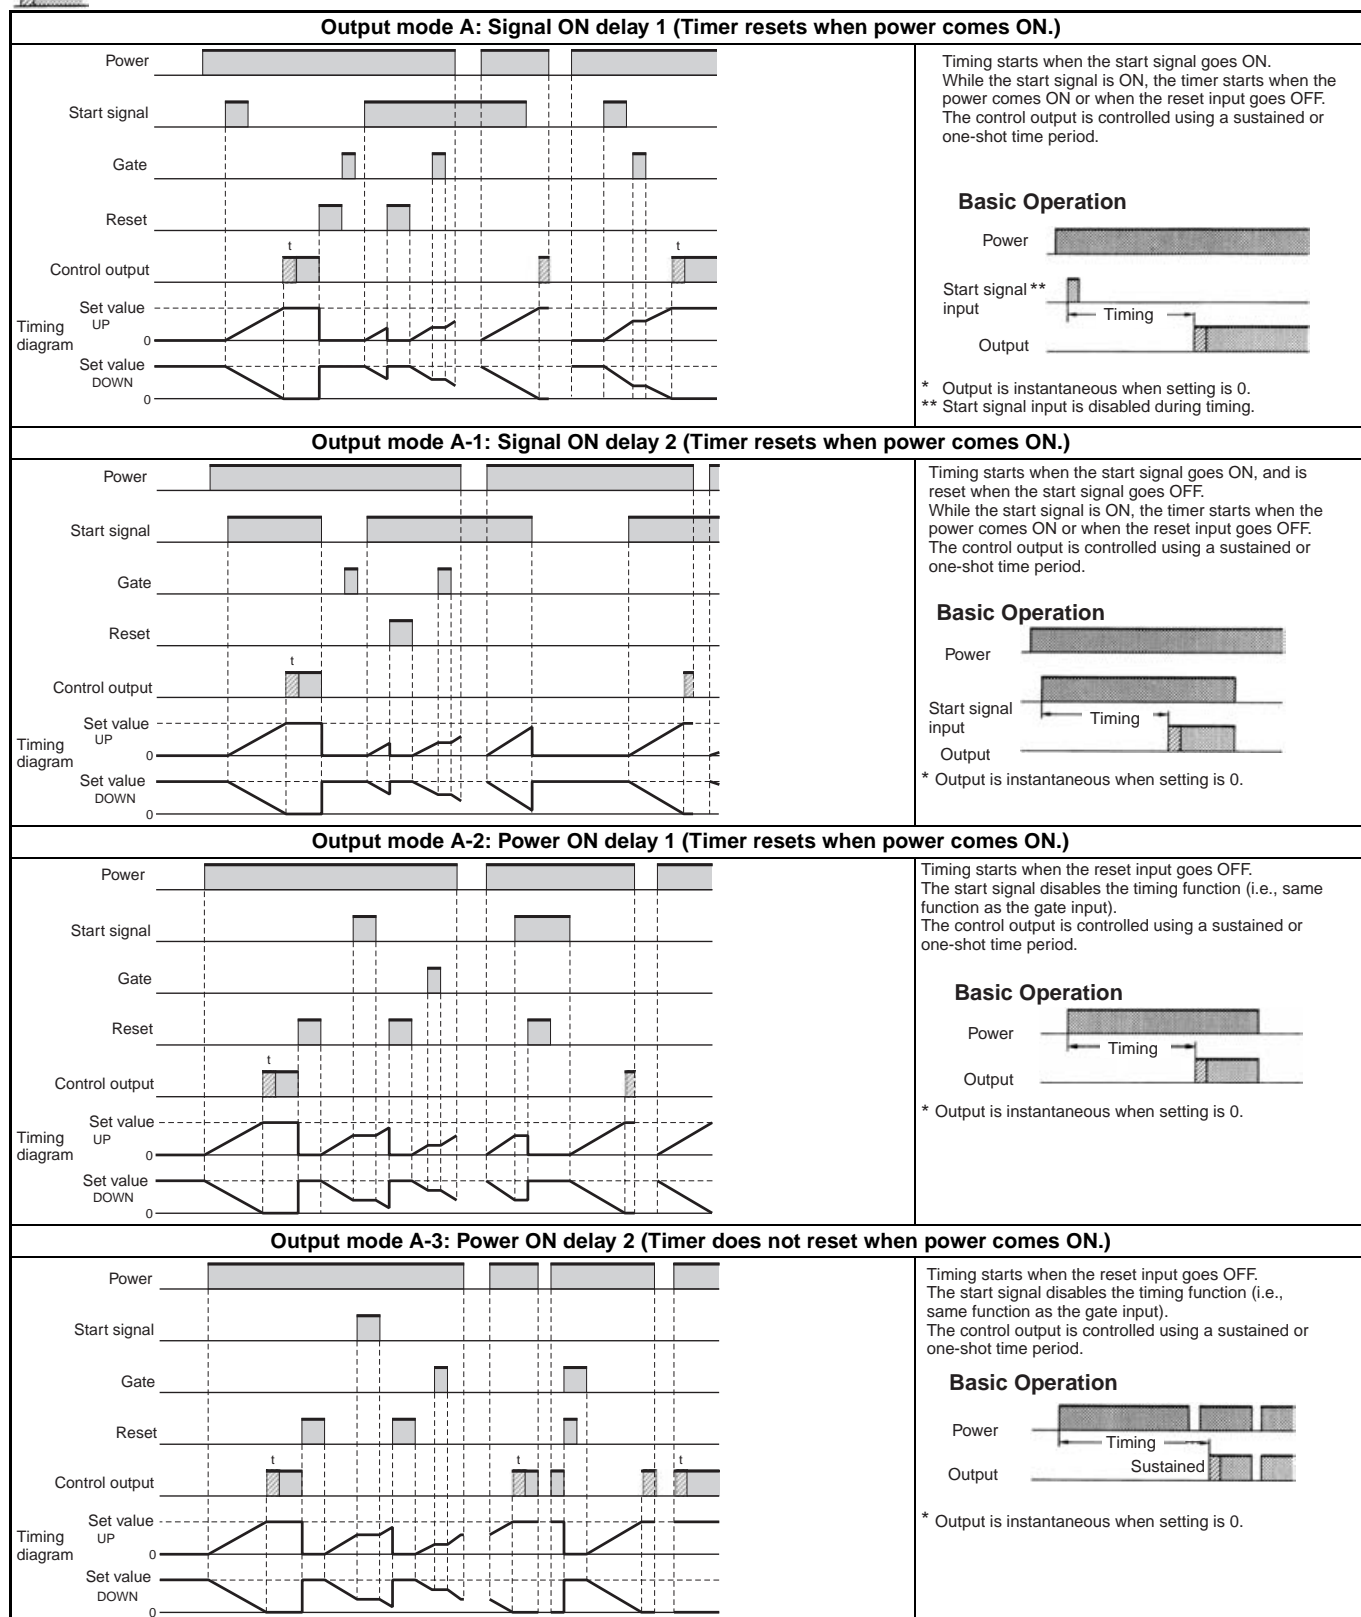 Output mode A: Signal ON delay 1 (Timer resets when power comes ON.)
Power
Start signal
Gate
Reset
t
t
Control output
Set value
UP
Timing
diagram
0
Set value
DOWN
0
Timing starts when the start signal goes ON.
While the start signal is ON, the timer starts when the
power comes ON or when the reset input goes OFF.
The control output is controlled using a sustained or
one-shot time period.
Basic Operation
Power
Start signal **
input
Timing
Output
* Output is instantaneous when setting is 0.
** Start signal input is disabled during timing.
Output mode A-1: Signal ON delay 2 (Timer resets when power comes ON.)
Power
Start signal
Gate
Reset
t
Control output
Set value
UP
Timing
diagram
0
Set value
DOWN
0
Timing starts when the start signal goes ON, and is
reset when the start signal goes OFF.
While the start signal is ON, the timer starts when the
power comes ON or when the reset input goes OFF.
The control output is controlled using a sustained or
one-shot time period.
Basic Operation
Power
Start signal
input
Timing
Output
* Output is instantaneous when setting is 0.
Output mode A-2: Power ON delay 1 (Timer resets when power comes ON.)
Power
Start signal
Gate
Reset
t
Control output
Set value
UP
Timing
diagram
0
Set value
DOWN
0
Timing starts when the reset input goes OFF.
The start signal disables the timing function (i.e., same
function as the gate input).
The control output is controlled using a sustained or
one-shot time period.
Basic Operation
Power
Timing
Output
* Output is instantaneous when setting is 0.
Output mode A-3: Power ON delay 2 (Timer does not reset when power comes ON.)
Power
Start signal
Gate
Reset
t
t
t
Control output
Set value
UP
Timing
diagram
0
Set value
DOWN
0
Timing starts when the reset input goes OFF.
The start signal disables the timing function (i.e.,
same function as the gate input).
The control output is controlled using a sustained or
one-shot time period.
Basic Operation
Power
Timing
Sustained
Output
* Output is instantaneous when setting is 0.